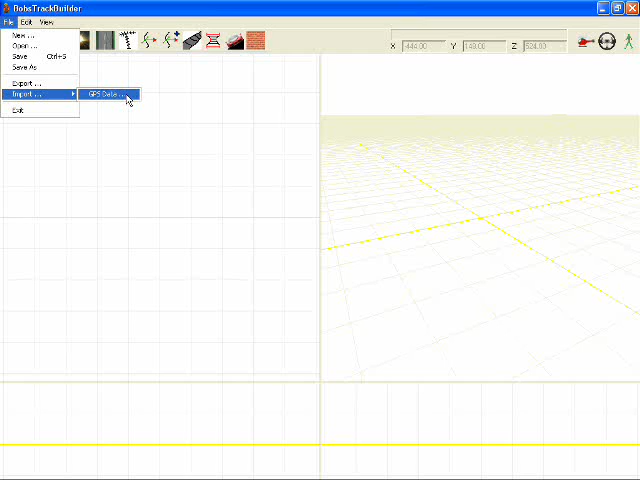 BobsTrackBuilder
File Edit View
New ...
Open ...
Save Ctrl+S
Save As
Export ...
Import ...
GPS Data ...
Exit
X -444.00 Y 149.00 Z 524.00